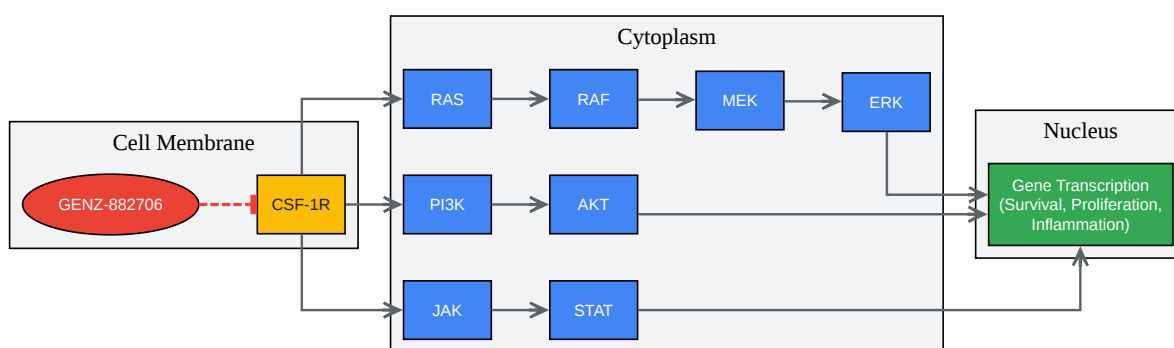 Cytoplasm
RAS
RAF
MEK
ERK
Cell Membrane
GENZ-882706
CSF-1R
PI3K
AKT
JAK
STAT
Nucleus
Gene Transcription
(Survival, Proliferation,
Inflammation)